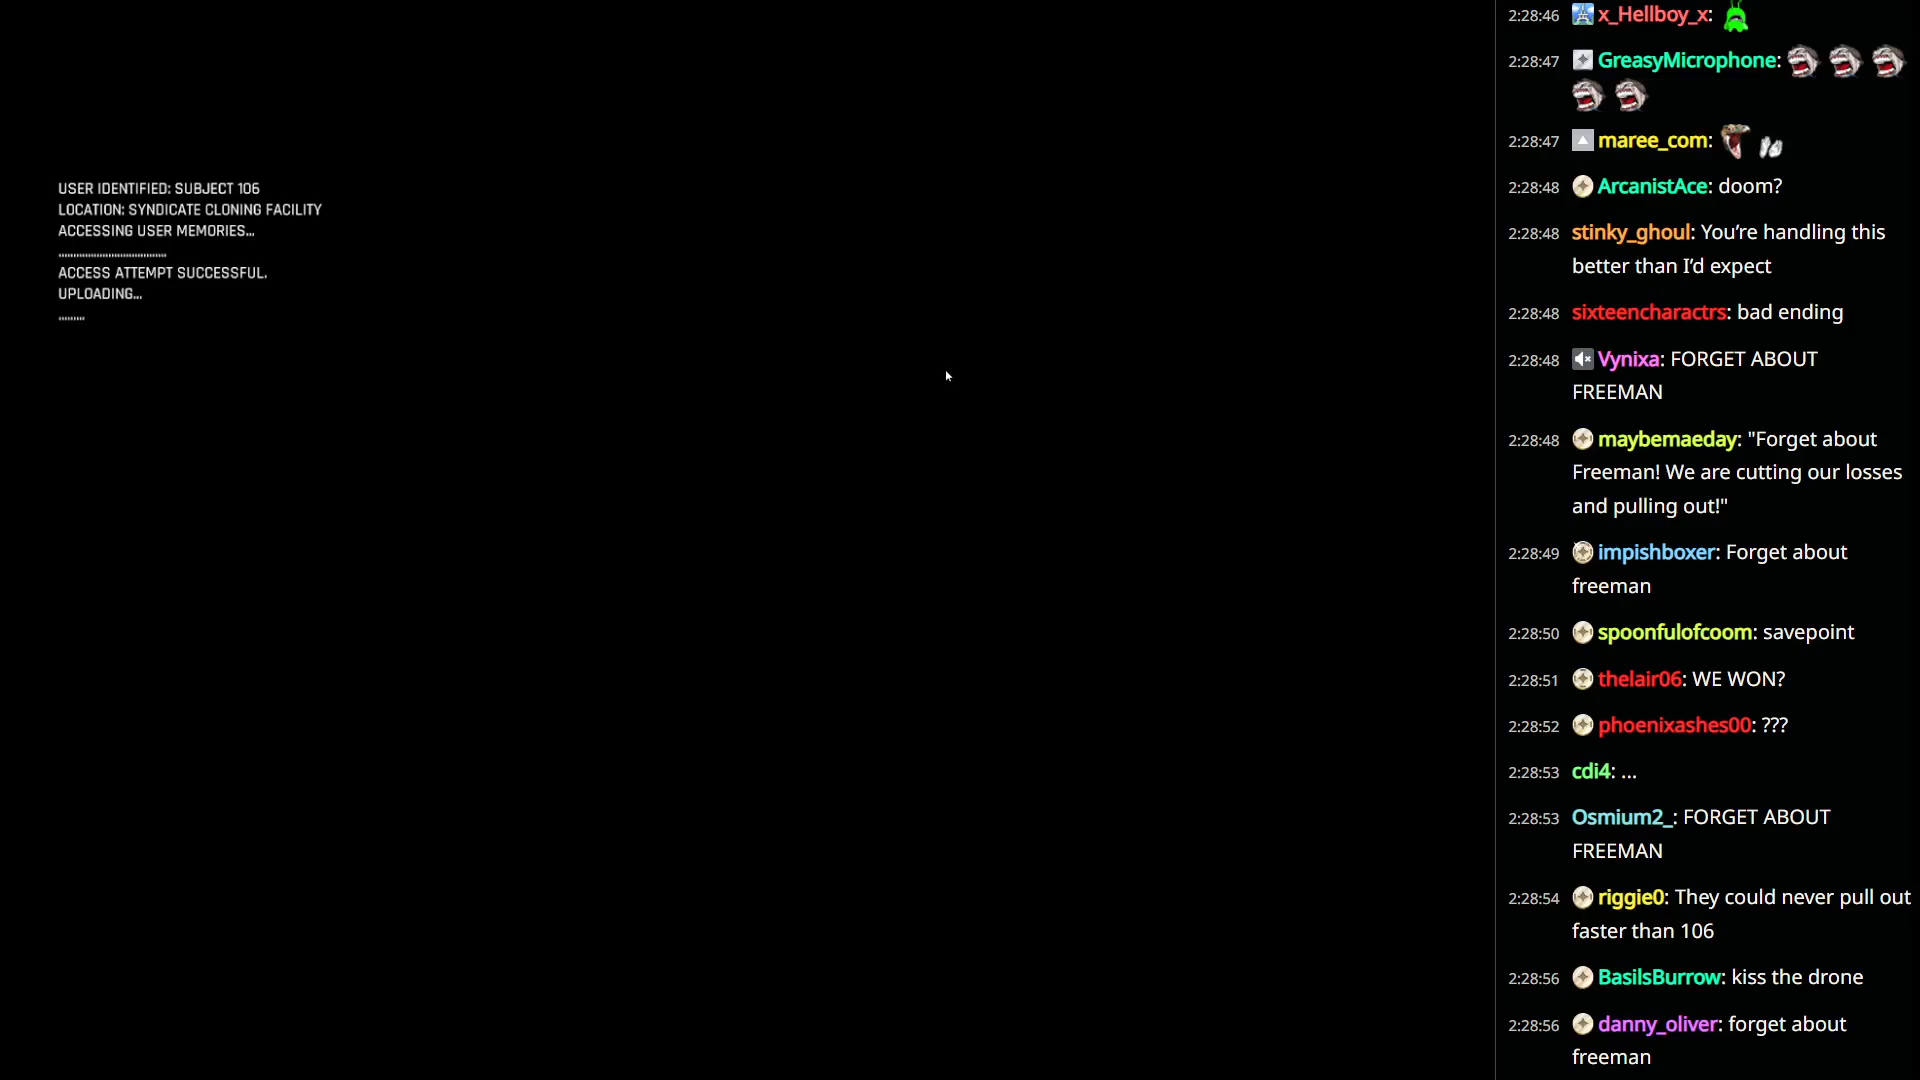 USER IDENTIFIED: SUBJECT 106
LOCATION: SYNDICATE CLONING FACILITY
ACCESSING USER MEMORIES...
....................................
ACCESS ATTEMPT SUCCESSFUL.
UPLOADING...
.........
2:28:46 x_Hellboy_x:
2:28:47 GreasyMicrophone:
2:28:47 maree_com:
2:28:48 ArcanistAce: doom?
2:28:48 stinky_ghoul: You’re handling this
better than I’d expect
2:28:48 sixteencharactrs: bad ending
2:28:48 Vynixa: FORGET ABOUT
FREEMAN
2:28:48 maybemaeday: "Forget about
Freeman! We are cutting our losses
and pulling out!"
2:28:49 impishboxer: Forget about
freeman
2:28:50 spoonfulofcoom: savepoint
2:28:51 thelair06: WE WON?
2:28:52 phoenixashes00: ???
2:28:53 cdi4: ...
2:28:53 Osmium2_: FORGET ABOUT
FREEMAN
2:28:54 riggie0: They could never pull out
faster than 106
2:28:56 BasilsBurrow: kiss the drone
2:28:56 danny_oliver: forget about
freeman